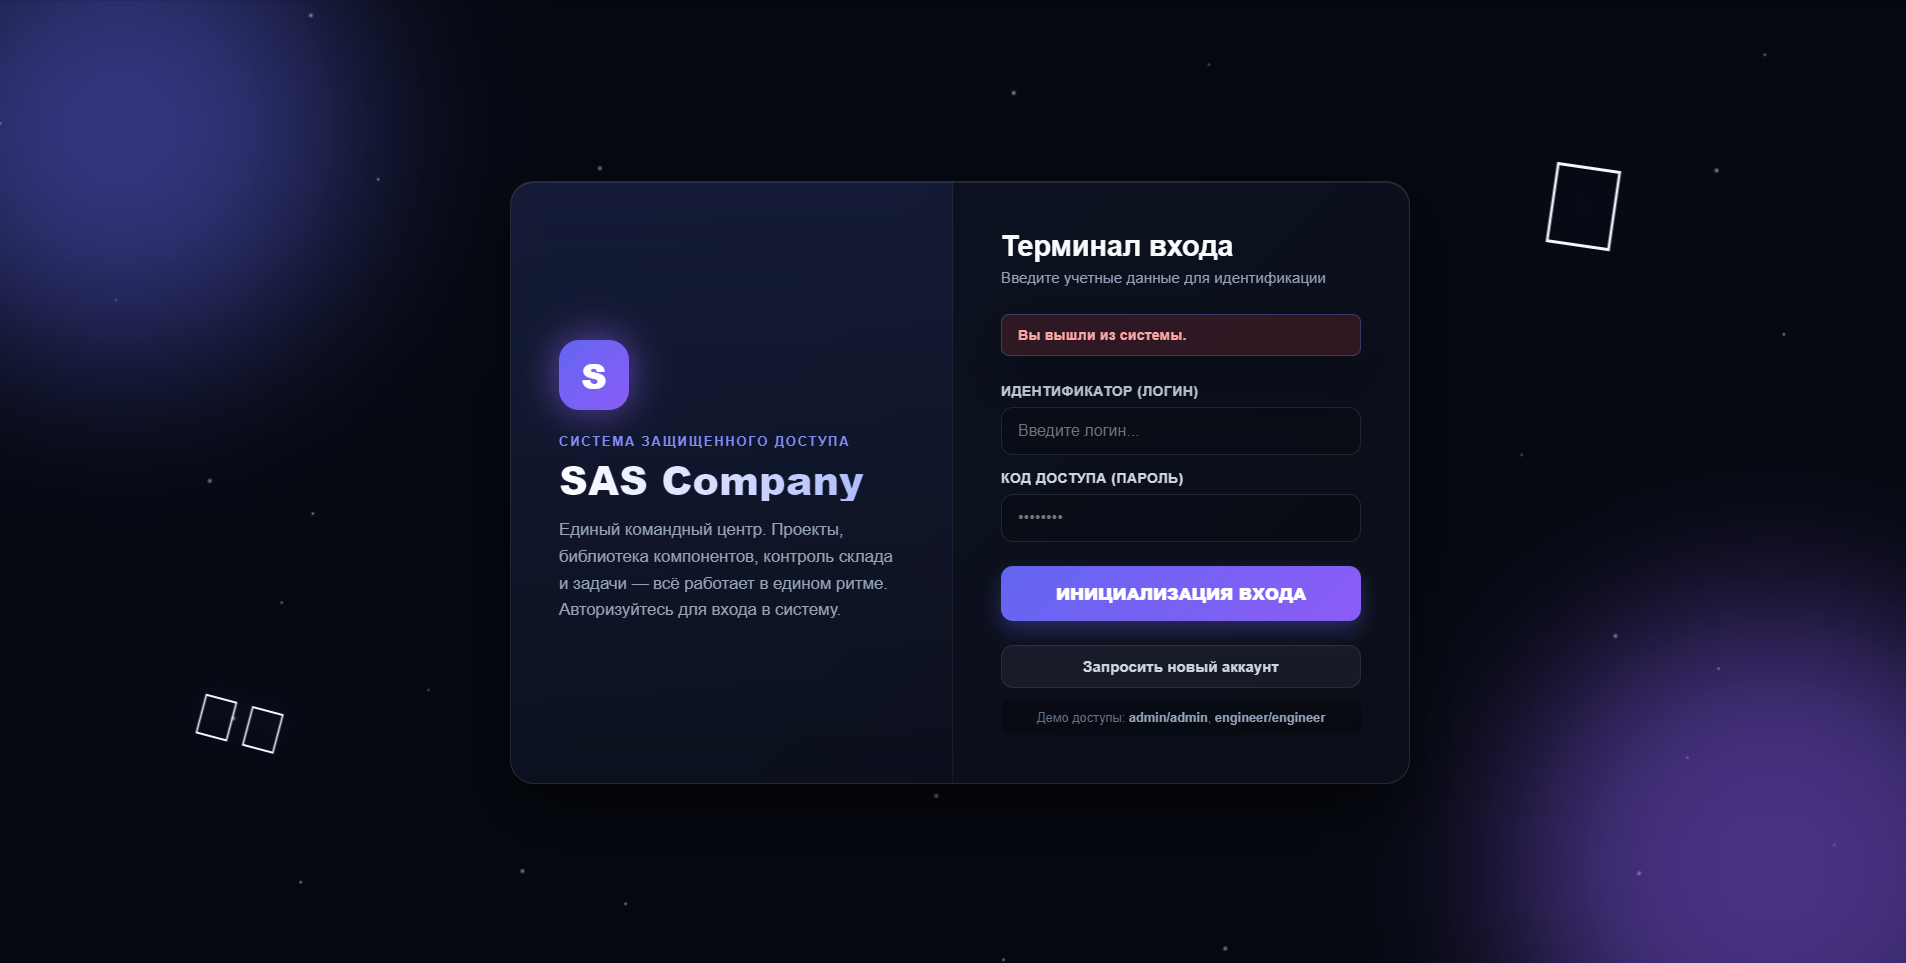 S
СИСТЕМА ЗАЩИЩЕННОГО ДОСТУПА
SAS Company
Единый командный центр. Проекты,
библиотека компонентов, контроль склада
и задачи — всё работает в едином ритме.
Авторизуйтесь для входа в систему.
Терминал входа
Введите учетные данные для идентификации
Вы вышли из системы.
ИДЕНТИФИКАТОР (ЛОГИН)
Введите логин...
КОД ДОСТУПА (ПАРОЛЬ)
••••••••
ИНИЦИАЛИЗАЦИЯ ВХОДА
Запросить новый аккаунт
Демо доступы: admin/admin, engineer/engineer